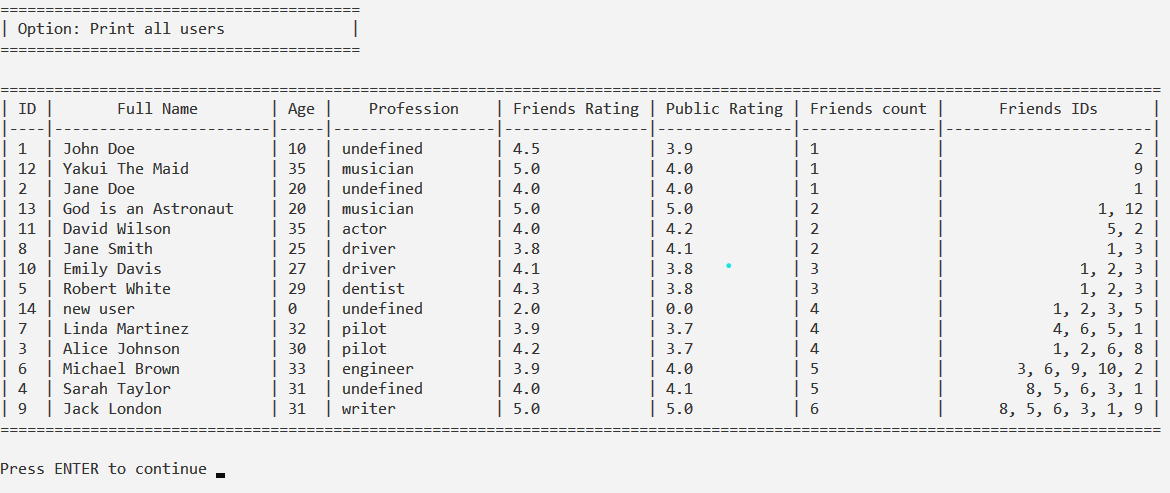 ========================================
| Option: Print all users              |
========================================
=================================================================================================================================
| ID |       Full Name        | Age |    Profession    | Friends Rating | Public Rating | Friends count |      Friends IDs      |
|----|------------------------|-----|------------------|----------------|---------------|---------------|-----------------------|
| 1  | John Doe               | 10  | undefined        | 4.5            | 3.9           | 1             |                     2 |
| 12 | Yakui The Maid         | 35  | musician         | 5.0            | 4.0           | 1             |                     9 |
| 2  | Jane Doe               | 20  | undefined        | 4.0            | 4.0           | 1             |                     1 |
| 13 | God is an Astronaut    | 20  | musician         | 5.0            | 5.0           | 2             |                 1, 12 |
| 11 | David Wilson           | 35  | actor            | 4.0            | 4.2           | 2             |                  5, 2 |
| 8  | Jane Smith             | 25  | driver           | 3.8            | 4.1           | 2             |                  1, 3 |
| 10 | Emily Davis            | 27  | driver           | 4.1            | 3.8           | 3             |               1, 2, 3 |
| 5  | Robert White           | 29  | dentist          | 4.3            | 3.8           | 3             |               1, 2, 3 |
| 14 | new user               | 0   | undefined        | 2.0            | 0.0           | 4             |            1, 2, 3, 5 |
| 7  | Linda Martinez         | 32  | pilot            | 3.9            | 3.7           | 4             |            4, 6, 5, 1 |
| 3  | Alice Johnson          | 30  | pilot            | 4.2            | 3.7           | 4             |            1, 2, 6, 8 |
| 6  | Michael Brown          | 33  | engineer         | 3.9            | 4.0           | 5             |        3, 6, 9, 10, 2 |
| 4  | Sarah Taylor           | 31  | undefined        | 4.0            | 4.1           | 5             |         8, 5, 6, 3, 1 |
| 9  | Jack London            | 31  | writer           | 5.0            | 5.0           | 6             |      8, 5, 6, 3, 1, 9 |
=================================================================================================================================
Press ENTER to continue